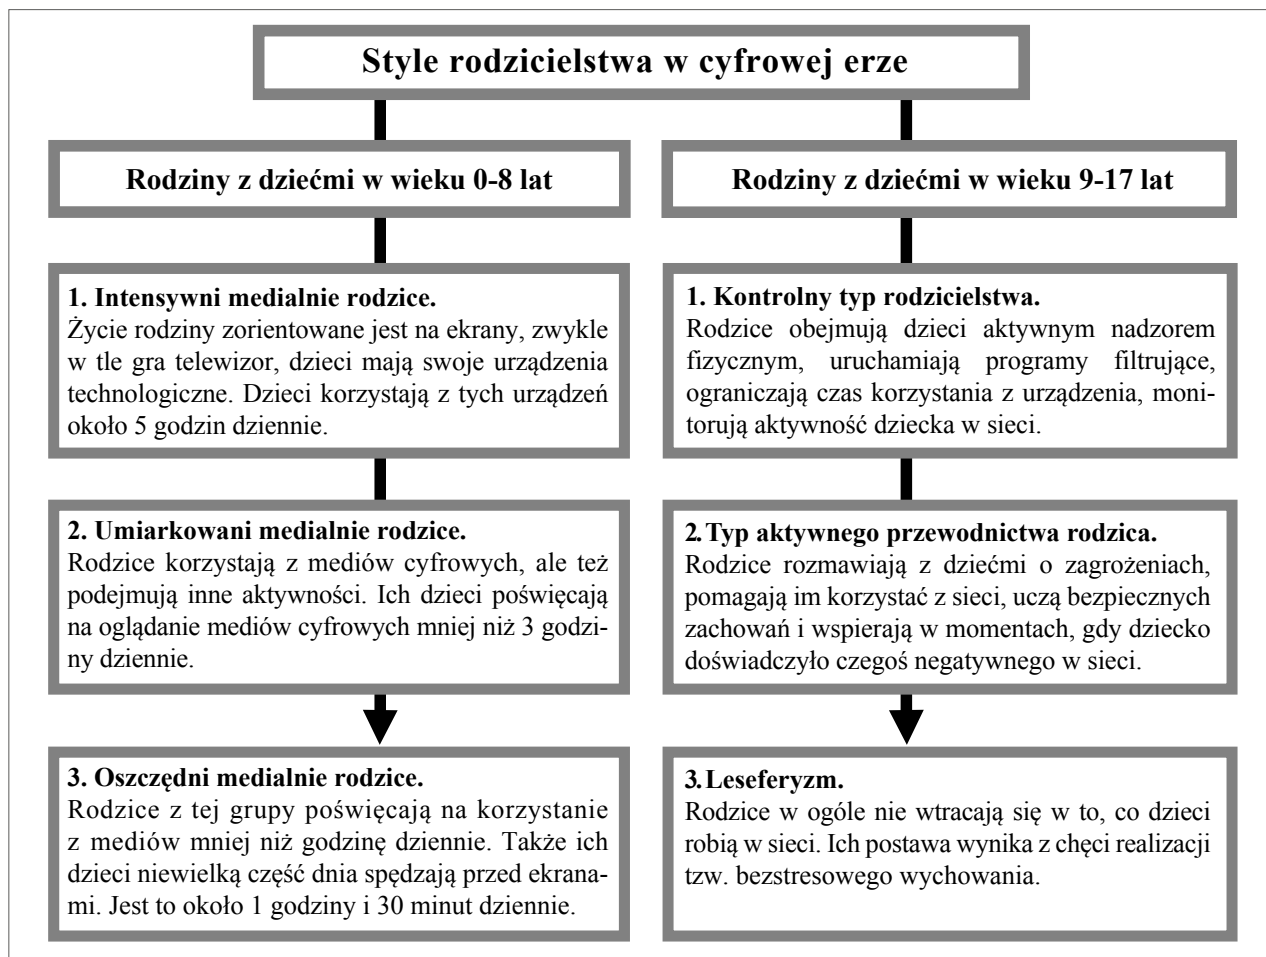 Style rodzicielstwa w cyfrowej erze
Rodziny z dziećmi w wieku 0-8 lat
1. Intensywni medialnie rodzice.
Życie rodziny zorientowane jest na ekrany, zwykle
w tle gra telewizor, dzieci mają swoje urządzenia
technologiczne. Dzieci korzystają z tych urządzeń
około 5 godzin dziennie.
2. Umiarkowani medialnie rodzice.
Rodzice korzystają z mediów cyfrowych, ale też
podejmują inne aktywności. Ich dzieci poświęcają
na oglądanie mediów cyfrowych mniej niż 3 godzi-
ny dziennie.
3. Oszczędni medialnie rodzice.
Rodzice z tej grupy poświęcają na korzystanie
z mediów mniej niż godzinę dziennie. Także ich
dzieci niewielką część dnia spędzają przed ekrana-
mi. Jest to około 1 godziny i 30 minut dziennie.
Rodziny z dziećmi w wieku 9-17 lat
1. Kontrolny typ rodzicielstwa.
Rodzice obejmują dzieci aktywnym nadzorem
fizycznym, uruchamiają programy filtrujące,
ograniczają czas korzystania z urządzenia, moni-
torują aktywność dziecka w sieci.
2. Typ aktywnego przewodnictwa rodzica.
Rodzice rozmawiają z dziećmi o zagrożeniach,
pomagają im korzystać z sieci, uczą bezpiecznych
zachowań i wspierają w momentach, gdy dziecko
doświadczyło czegoś negatywnego w sieci.
3. Leseferyzm.
Rodzice w ogóle nie wtracają się w to, co dzieci
robią w sieci. Ich postawa wynika z chęci realizacji
tzw. bezstresowego wychowania.